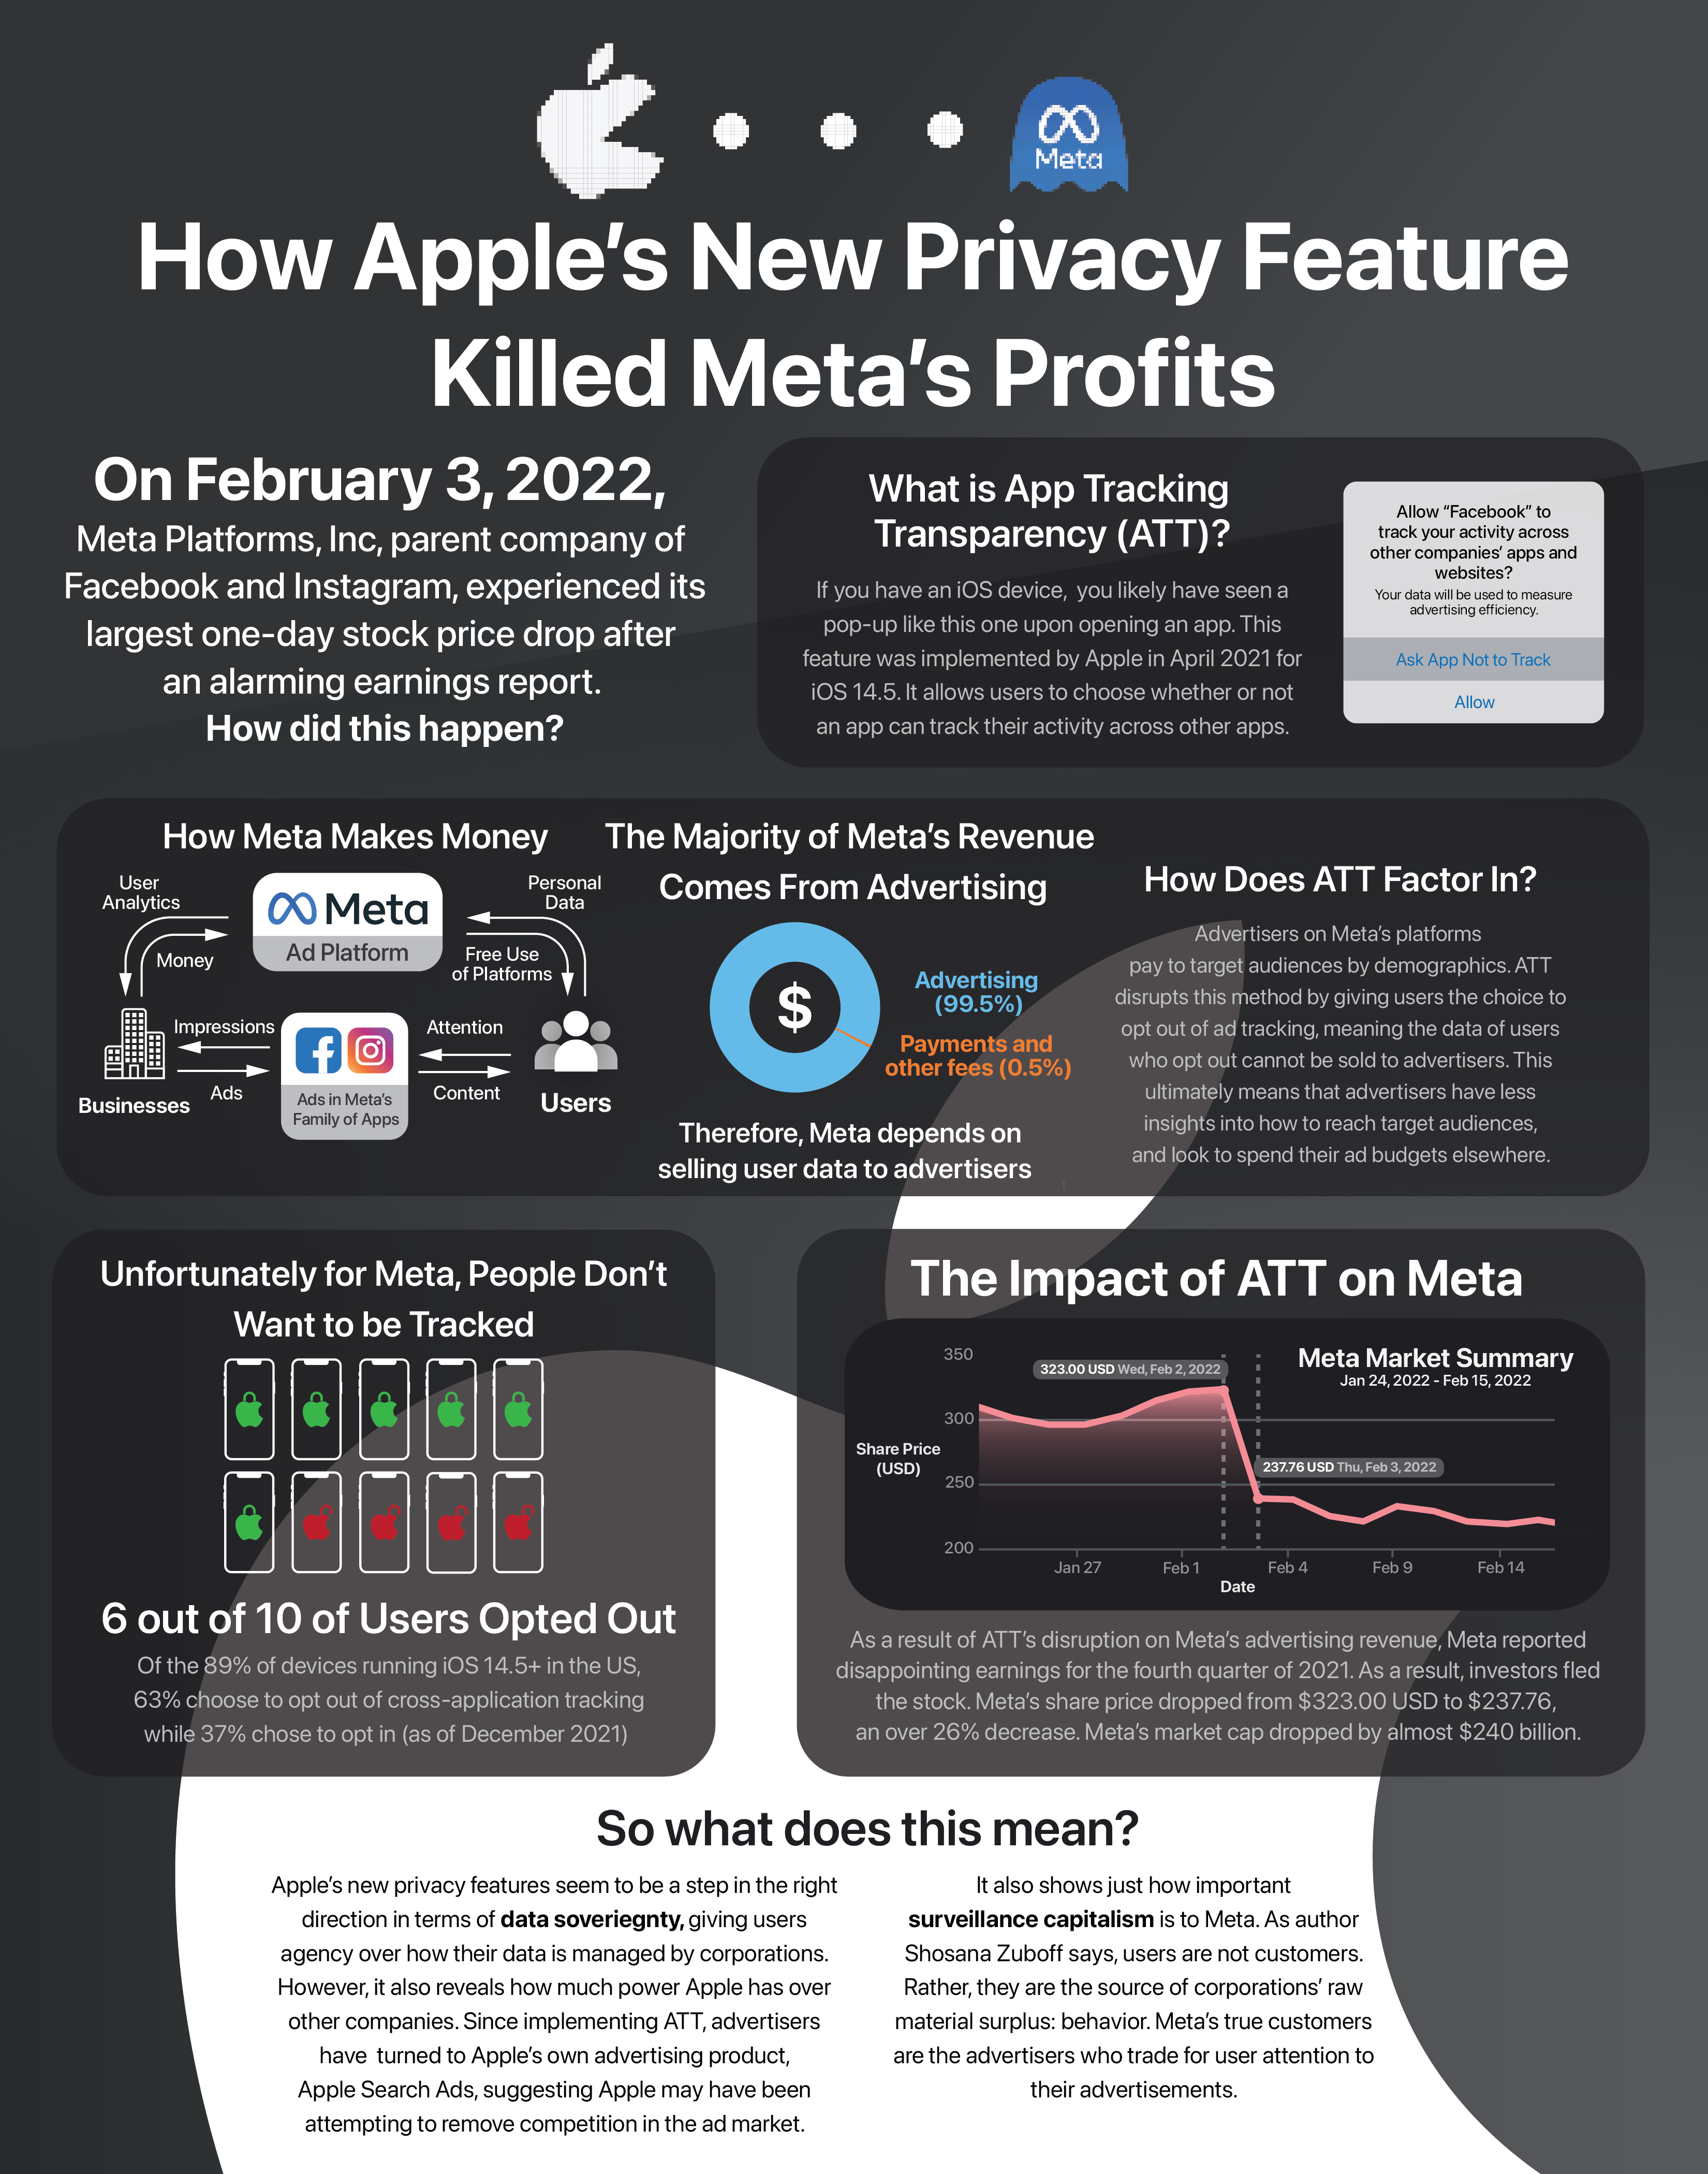 Meta
How Apple's New Privacy Feature
Killed Meta's Profits
On February 3, 2022,
Meta Platforms, Inc, parent company of
Facebook and Instagram, experienced its
largest one-day stock price drop after
an alarming earnings report.
How did this happen?
What is App Tracking
Transparency (ATT)?
If you have an iOS device,  you likely have seen a
pop-up like this one upon opening an app. This
feature was implemented by Apple in April 2021 for
iOS 14.5. It allows users to choose whether or not
an app can track their activity across other apps.
Allow “Facebook” to
track your activity across
other companies’ apps and
websites?
Your data will be used to measure
advertising efficiency.
Ask App Not to Track
Allow
How Meta Makes Money
User
Analytics
Money
Meta
Ad Platform
Personal
Data
Free Use
of Platforms
Impressions
Ads
Businesses
Ads in Meta's
Family of Apps
Attention
Content
Users
The Majority of Meta's Revenue
Comes From Advertising
$
Advertising
(99.5%)
Payments and
other fees (0.5%)
Therefore, Meta depends on
selling user data to advertisers
How Does ATT Factor In?
Advertisers on Meta's platforms
pay to target audiences by demographics. ATT
disrupts this method by giving users the choice to
opt out of ad tracking, meaning the data of users
who opt out cannot be sold to advertisers. This
ultimately means that advertisers have less
insights into how to reach target audiences,
and look to spend their ad budgets elsewhere.
Unfortunately for Meta, People Don't
Want to be Tracked
6 out of 10 of Users Opted Out
Of the 89% of devices running iOS 14.5+ in the US,
63% choose to opt out of cross-application tracking
while 37% chose to opt in (as of December 2021)
The Impact of ATT on Meta
Meta Market Summary
Jan 24, 2022 - Feb 15, 2022
350
300
250
200
Share Price
(USD)
323.00 USD Wed, Feb 2, 2022
237.76 USD Thu, Feb 3, 2022
Jan 27
Feb 1
Feb 4
Feb 9
Feb 14
Date
As a result of ATT's disruption on Meta's advertising revenue, Meta reported
disappointing earnings for the fourth quarter of 2021. As a result, investors fled
the stock. Meta's share price dropped from $323.00 USD to $237.76,
an over 26% decrease. Meta's market cap dropped by almost $240 billion.
So what does this mean?
Apple's new privacy features seem to be a step in the right
direction in terms of data soveriegnty, giving users
agency over how their data is managed by corporations.
However, it also reveals how much power Apple has over
other companies. Since implementing ATT, advertisers
have  turned to Apple's own advertising product,
Apple Search Ads, suggesting Apple may have been
attempting to remove competition in the ad market.
It also shows just how important
surveillance capitalism is to Meta. As author
Shosana Zuboff says, users are not customers.
Rather, they are the source of corporations' raw
material surplus: behavior. Meta's true customers
are the advertisers who trade for user attention to
their advertisements.